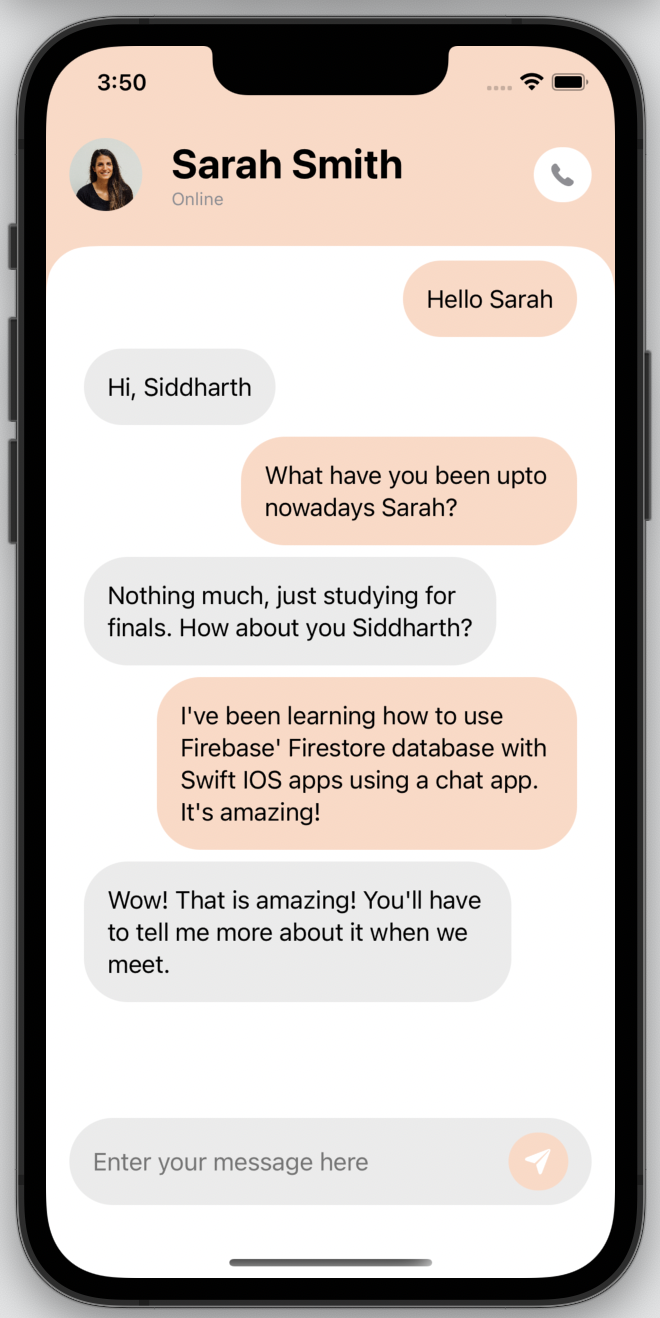 3:50
Sarah Smith
Online
Hello Sarah
Hi, Siddharth
What have you been upto
nowadays Sarah?
Nothing much, just studying for
finals. How about you Siddharth?
I've been learning how to use
Firebase' Firestore database with
Swift IOS apps using a chat app.
It's amazing!
Wow! That is amazing! You'll have
to tell me more about it when we
meet.
Enter your message here